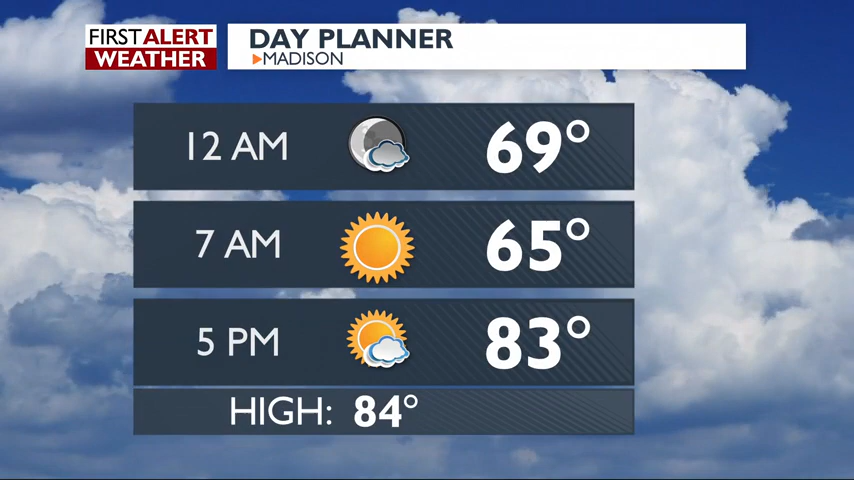 FIRST ALERT
WEATHER
DAY PLANNER
MADISON
12 AM 69°
7 AM 65°
5 PM 83°
HIGH: 84°